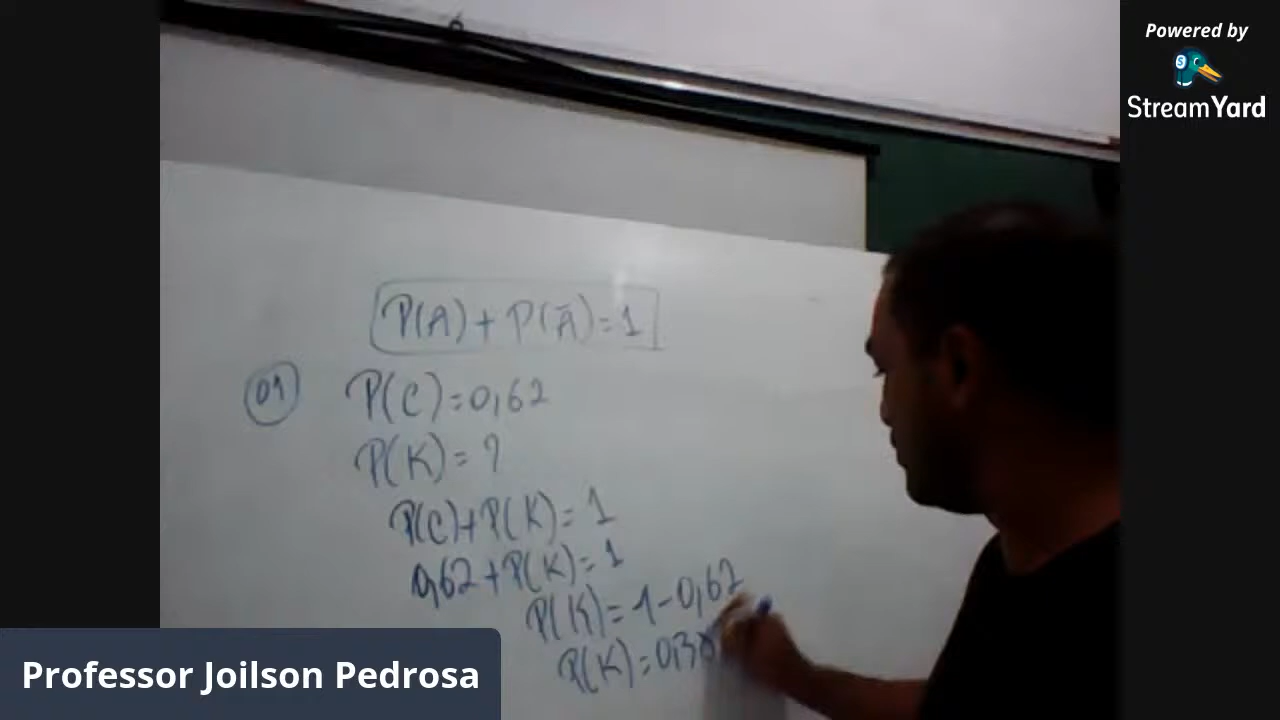 Powered by
StreamYard
P(A) + P(Ā) = 1
01
P(C) = 0,62
P(K) = ?
P(C) + P(K) = 1
0,62 + P(K) = 1
P(K) = 1 - 0,62
P(K) = 0,38
Professor Joilson Pedrosa